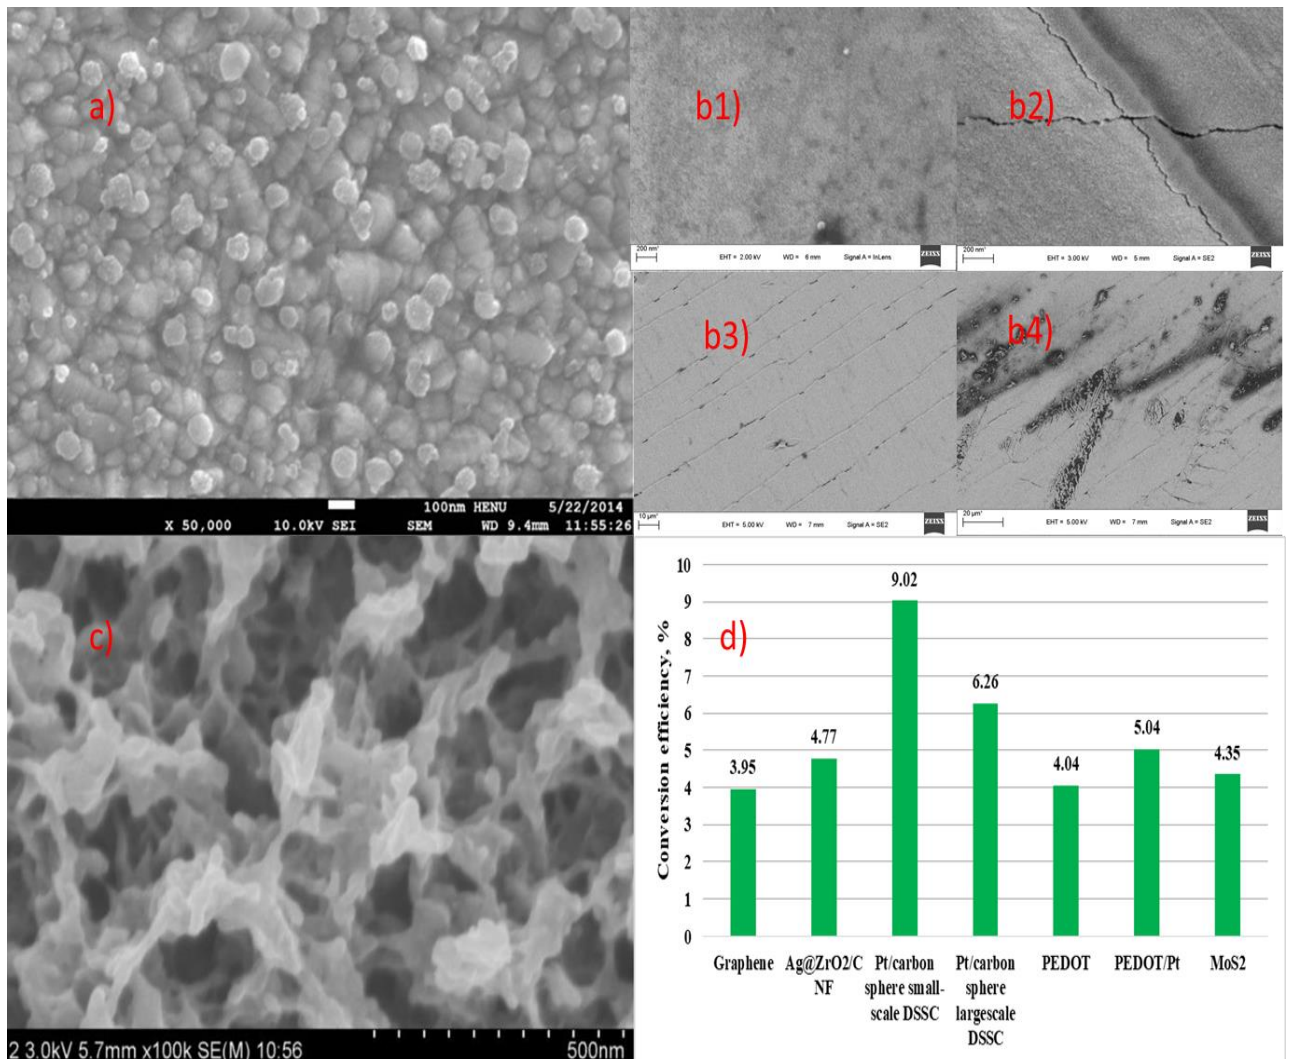 a)
100nm HENU 5/22/2014
X 50,000 10.0kV SEI SEM WD 9.4mm 11:55:26
b1)
200 nm
EHT = 2.00 kV WD = 6 mm Signal A = InLens
ZEISS
b2)
200 nm
EHT = 3.00 kV WD = 5 mm Signal A = SE2
ZEISS
b3)
10 µm
EHT = 5.00 kV WD = 7 mm Signal A = SE2
ZEISS
b4)
20 µm
EHT = 5.00 kV WD = 7 mm Signal A = SE2
ZEISS
c)
2 3.0kV 5.7mm x100k SE(M) 10:56 500nm
d)
Conversion efficiency, %
10
9
8
7
6
5
4
3
2
1
0
3.95
4.77
9.02
6.26
4.04
5.04
4.35
Graphene
Ag@ZrO2/C
NF
Pt/carbon
sphere small-
scale DSSC
Pt/carbon
sphere
largescale
DSSC
PEDOT
PEDOT/Pt
MoS2